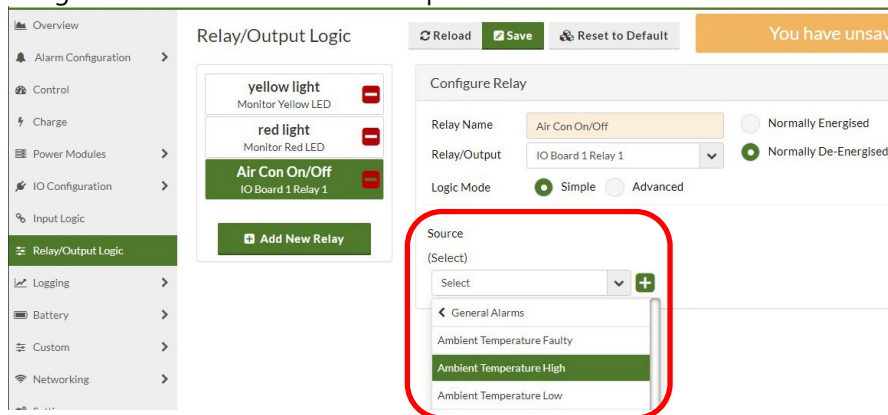 Overview
Alarm Configuration
Control
Charge
Power Modules
IO Configuration
Input Logic
Relay/Output Logic
Logging
Battery
Custom
Networking
Relay/Output Logic
Reload
Save
Reset to Default
You have unsav
yellow light
Monitor Yellow LED
red light
Monitor Red LED
Air Con On/Off
IO Board 1 Relay 1
Add New Relay
Configure Relay
Relay Name
Air Con On/Off
Normally Energised
Relay/Output
IO Board 1 Relay 1
Normally De-Energised
Logic Mode
Simple
Advanced
Source
(Select)
Select
General Alarms
Ambient Temperature Faulty
Ambient Temperature High
Ambient Temperature Low